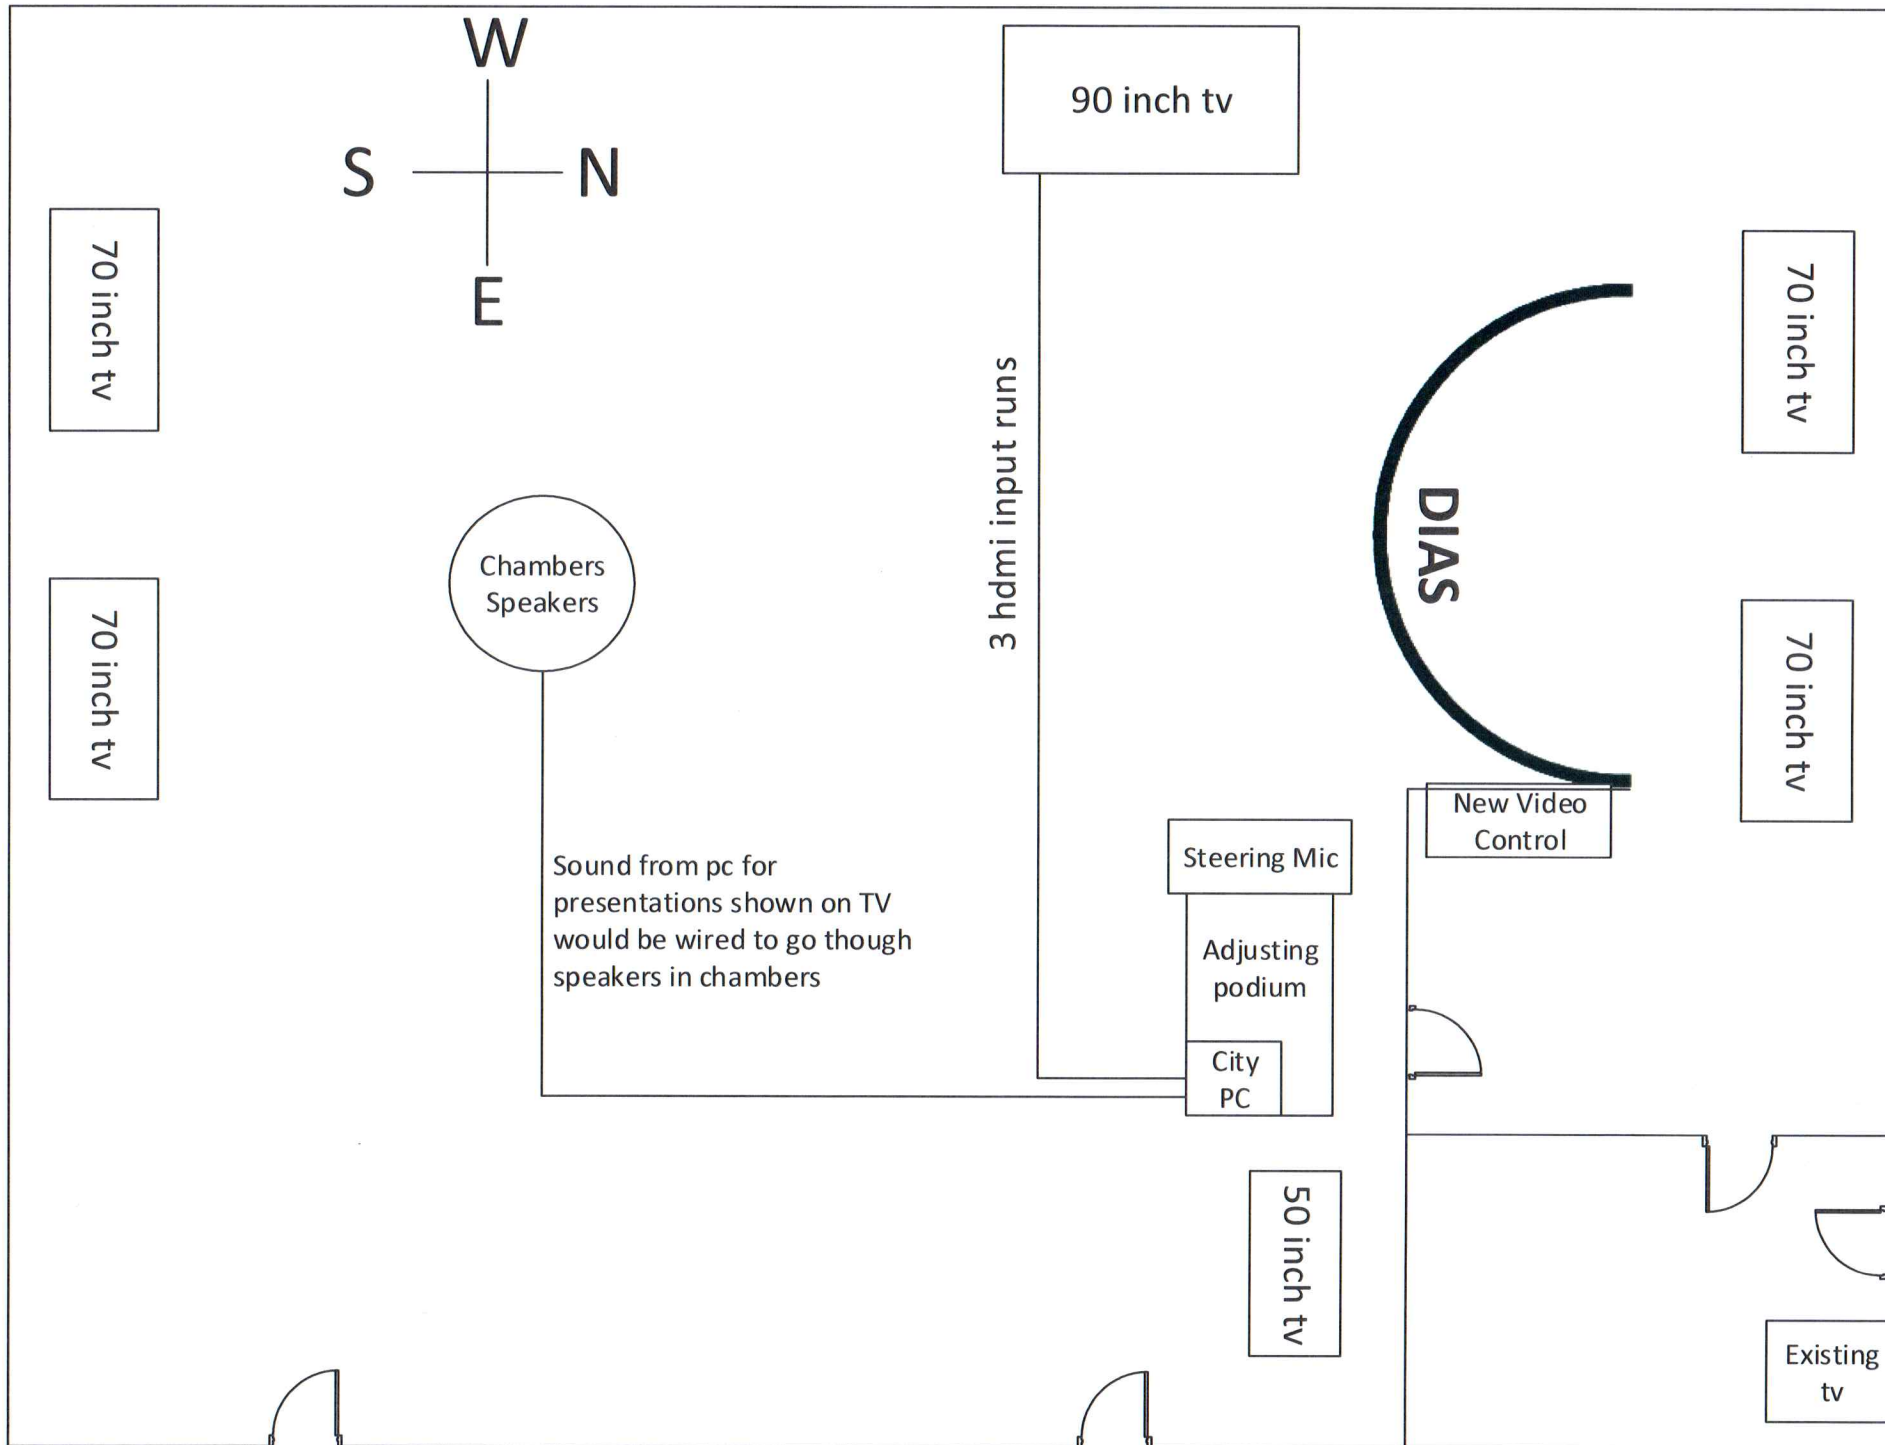 W
S
N
E
90 inch tv
70 inch tv
70 inch tv
70 inch tv
70 inch tv
3 hdmi input runs
DIAS
Chambers
Speakers
Sound from pc for
presentations shown on TV
would be wired to go though
speakers in chambers
New Video
Control
Steering Mic
Adjusting
podium
City
PC
50 inch tv
Existing
tv